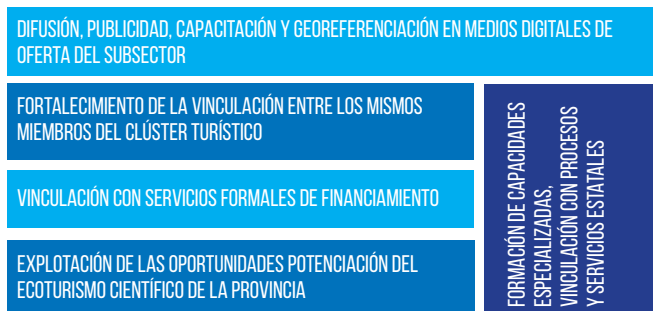 DIFUSIÓN, PUBLICIDAD, CAPACITACIÓN Y GEOREFERENCIACIÓN EN MEDIOS DIGITALES DE
OFERTA DEL SUBSECTOR
FORTALECIMIENTO DE LA VINCULACIÓN ENTRE LOS MISMOS
MIEMBROS DEL CLÚSTER TURÍSTICO
VINCULACIÓN CON SERVICIOS FORMALES DE FINANCIAMIENTO
EXPLOTACIÓN DE LAS OPORTUNIDADES POTENCIACIÓN DEL
ECOTURISMO CIENTÍFICO DE LA PROVINCIA
FORMACIÓN DE CAPACIDADES
ESPECIALIZADAS,
VINCULACIÓN CON PROCESOS
Y SERVICIOS ESTATALES